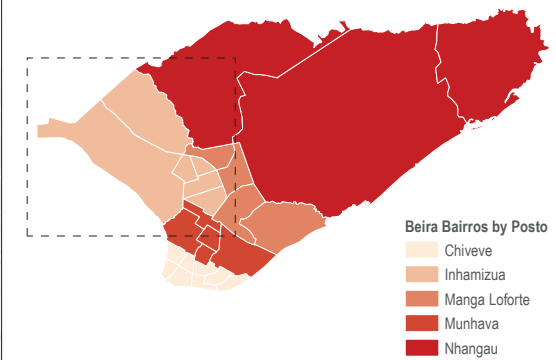 Beira Bairros by Posto
Chiveve
Inhamizua
Manga Loforte
Munhava
Nhangau